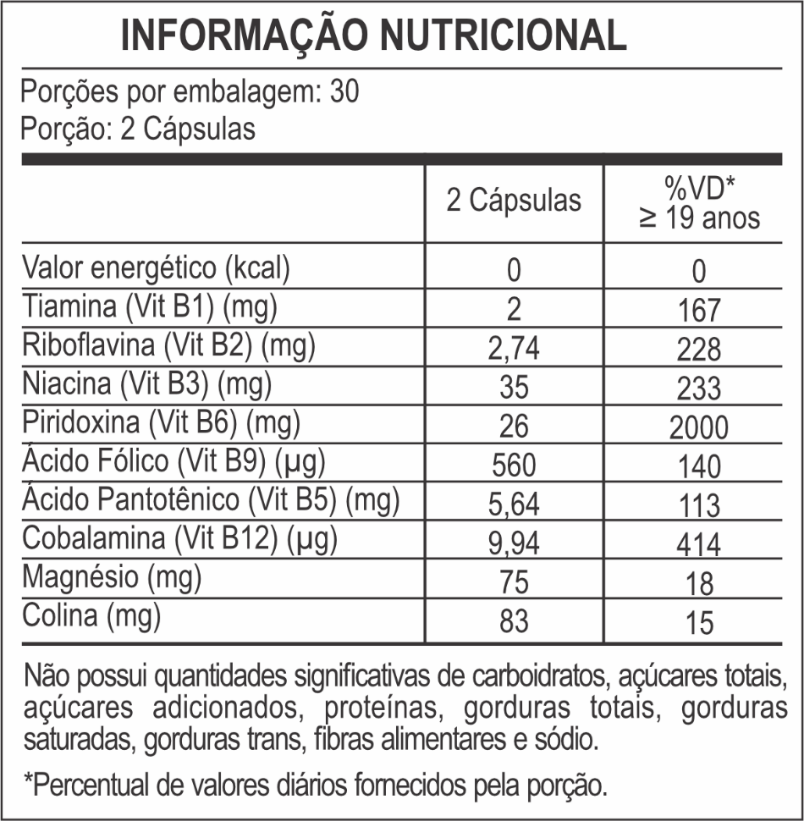 INFORMAÇÃO NUTRICIONAL
Porções por embalagem: 30
Porção: 2 Cápsulas
2 Cápsulas %VD* ≥ 19 anos
Valor energético (kcal) 0 0
Tiamina (Vit B1) (mg) 2 167
Riboflavina (Vit B2) (mg) 2,74 228
Niacina (Vit B3) (mg) 35 233
Piridoxina (Vit B6) (mg) 26 2000
Ácido Fólico (Vit B9) (µg) 560 140
Ácido Pantotênico (Vit B5) (mg) 5,64 113
Cobalamina (Vit B12) (µg) 9,94 414
Magnésio (mg) 75 18
Colina (mg) 83 15
Não possui quantidades significativas de carboidratos, açúcares totais,
açúcares adicionados, proteínas, gorduras totais, gorduras
saturadas, gorduras trans, fibras alimentares e sódio.
*Percentual de valores diários fornecidos pela porção.